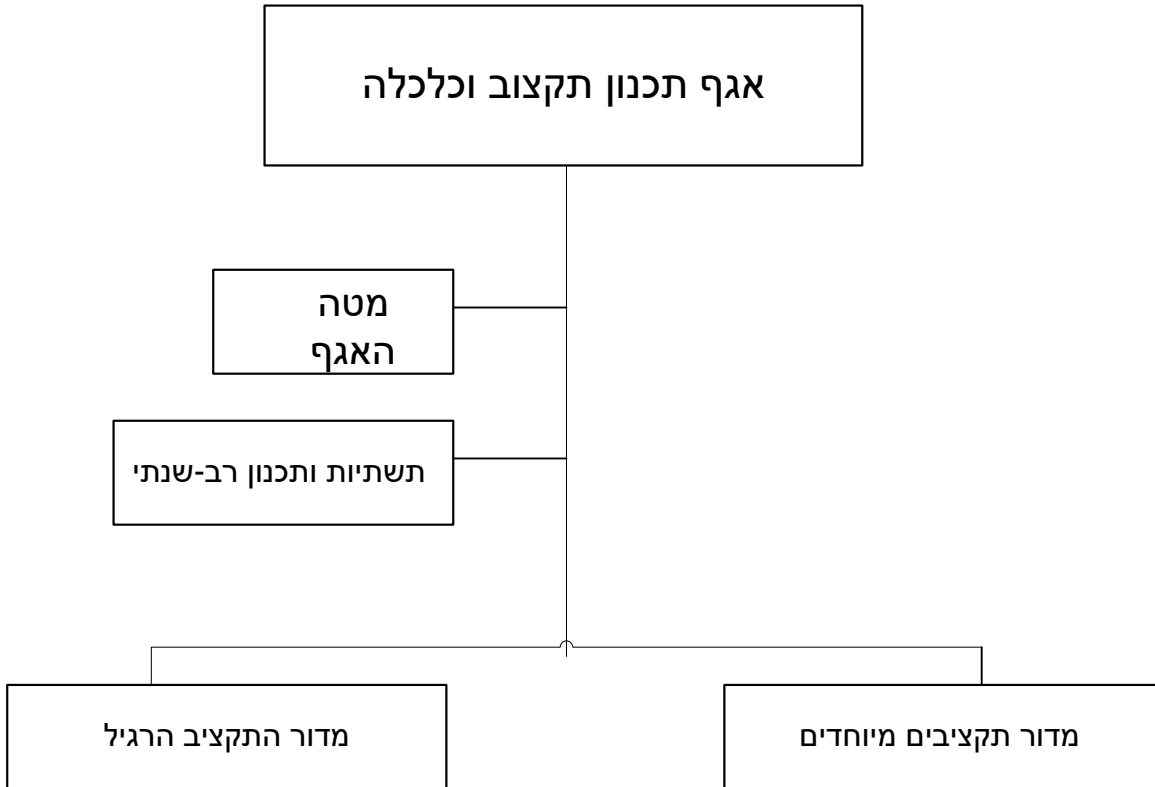 אגף תכנון תקצוב וכלכלה
מטה
האגף
תשתיות ותכנון רב-שנתי
מדור תקציבים מיוחדים
מדור התקציב הרגיל